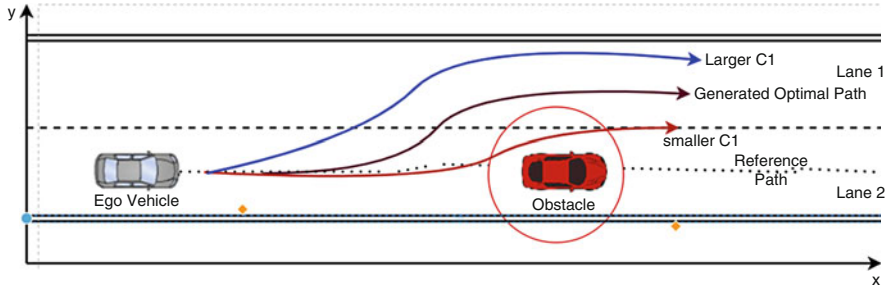 y
Larger C1
Lane 1
Generated Optimal Path
smaller C1
Reference
Path
Ego Vehicle
Obstacle
Lane 2
x